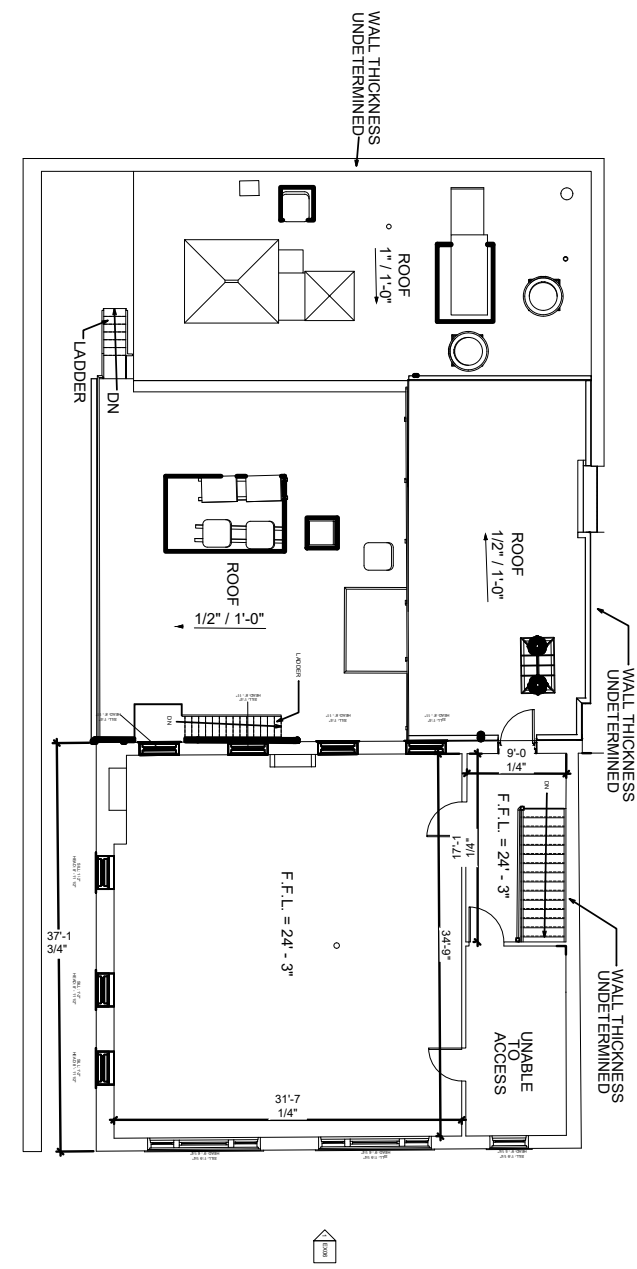 WALL THICKNESS
UNDETERMINED
ROOF
1" / 1'-0"
DN
LADDER
ROOF
1/2" / 1'-0"
WALL THICKNESS
UNDETERMINED
ROOF
1/2" / 1'-0"
LADDER
DN
9'-0
1/4"
DN
F.F.L. = 24' - 3"
17'-1
1/4"
WALL THICKNESS
UNDETERMINED
F.F.L. = 24' - 3"
34'-9"
37'-1
3/4"
UNABLE
TO
ACCESS
31'-7
1/4"
1
EX06